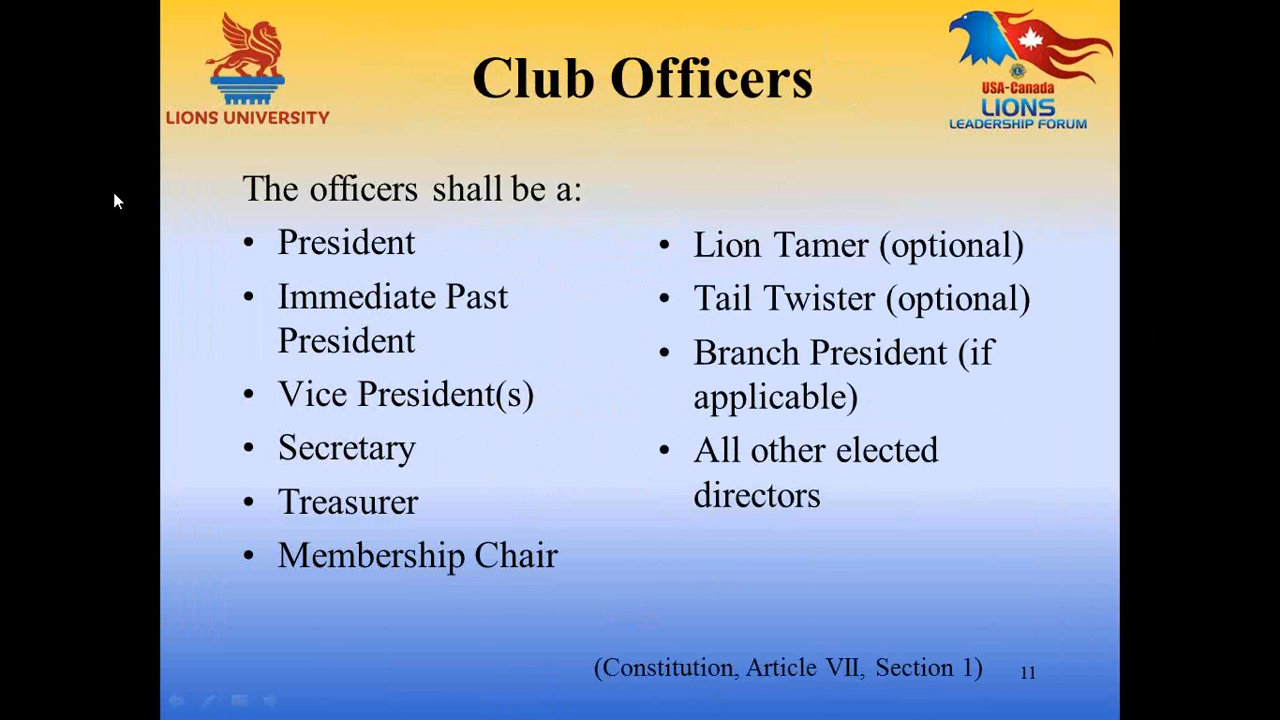 Club Officers
LIONS UNIVERSITY
USA-Canada
LIONS
LEADERSHIP FORUM
The officers shall be a:
• President
• Immediate Past
President
• Vice President(s)
• Secretary
• Treasurer
• Membership Chair
• Lion Tamer (optional)
• Tail Twister (optional)
• Branch President (if
applicable)
• All other elected
directors
(Constitution, Article VII, Section 1)
11